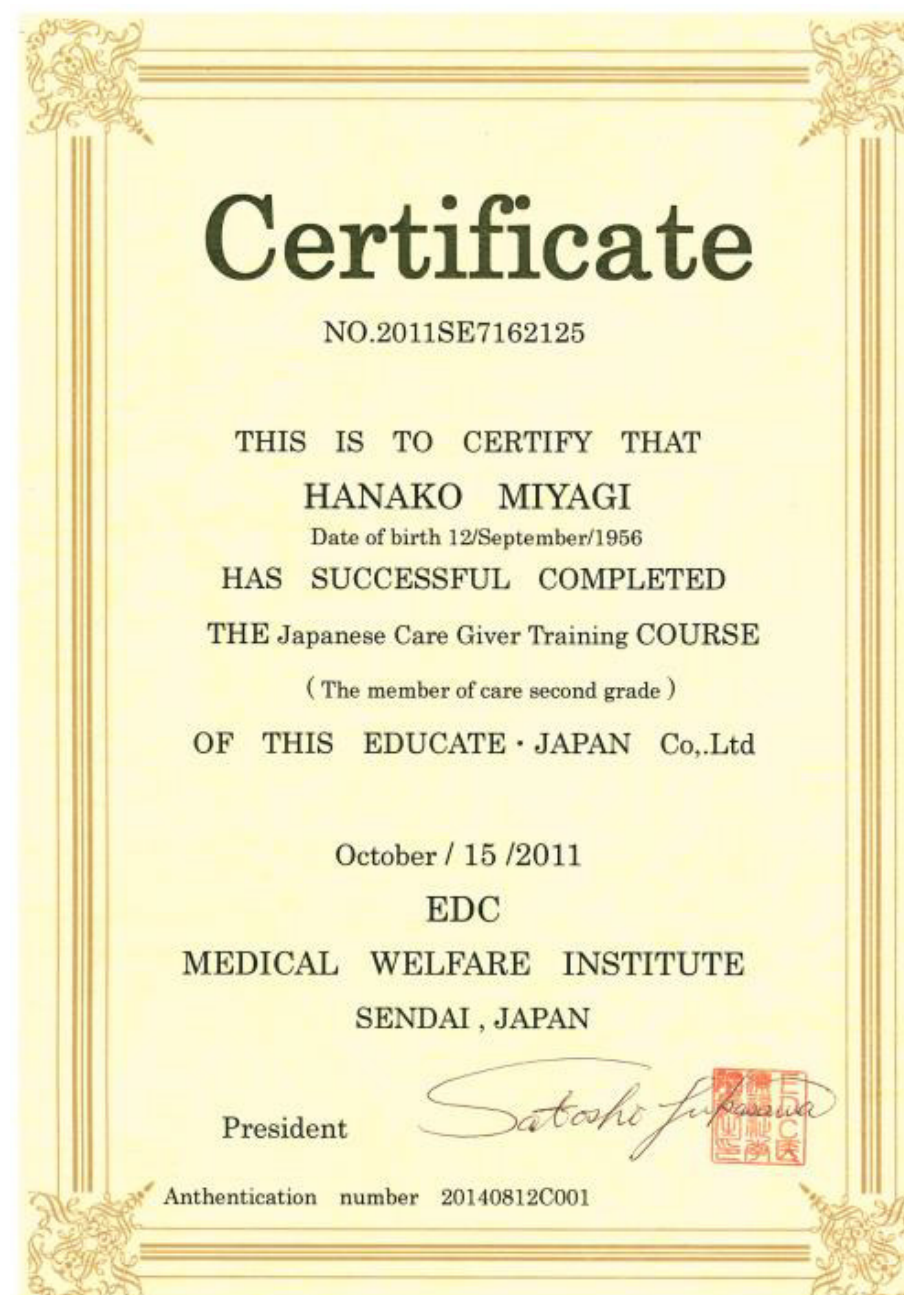 Certificate
NO.2011SE7162125
THIS IS TO CERTIFY THAT
HANAKO MIYAGI
Date of birth 12/September/1956
HAS SUCCESSFUL COMPLETED
THE Japanese Care Giver Training COURSE
( The member of care second grade )
OF THIS EDUCATE・JAPAN Co,.Ltd
October / 15 /2011
EDC
MEDICAL WELFARE INSTITUTE
SENDAI , JAPAN
President Satoshi
Anthentication number 20140812C001